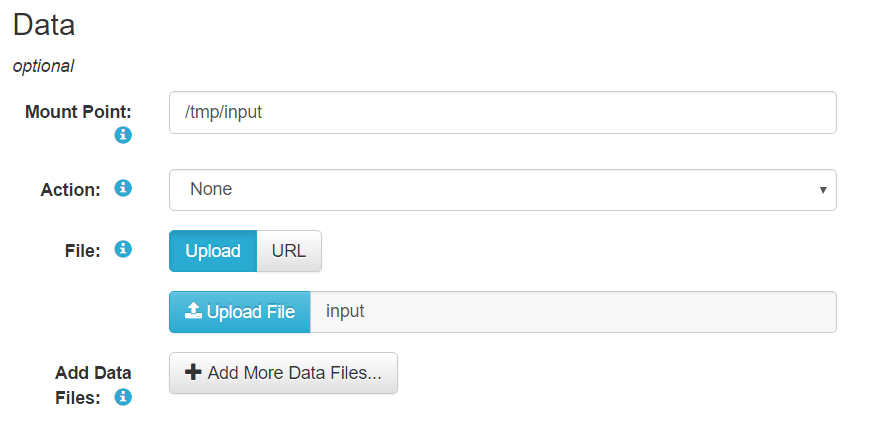 Data
optional
Mount Point:
/tmp/input
Action:
None
File:
Upload URL
Upload File input
Add Data
Files:
Add More Data Files...